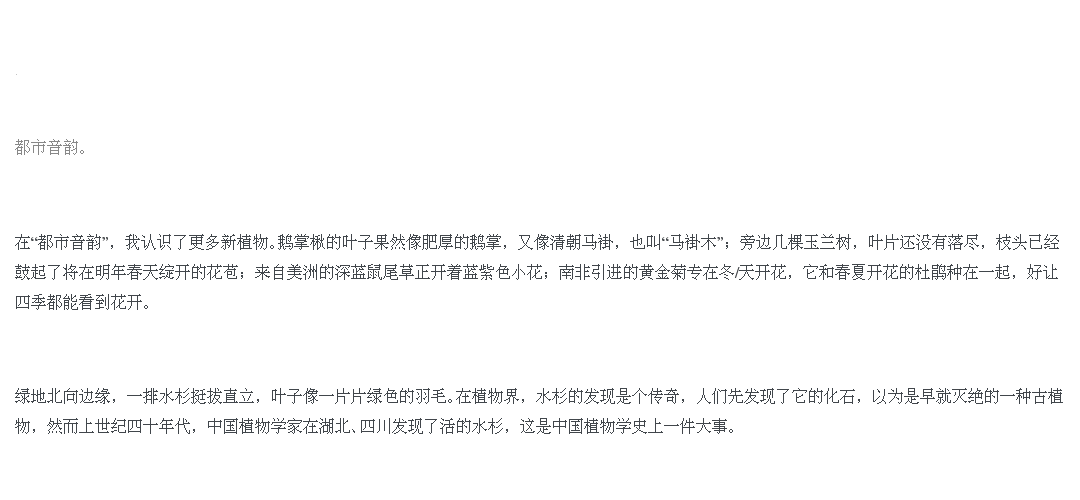 都市音韵。
在“都市音韵”，我认识了更多新植物。鹅掌楸的叶子果然像肥厚的鹅掌，又像清朝马褂，也叫“马褂木”；旁边几棵玉兰树，叶片还没有落尽，枝头已经
鼓起了将在明年春天绽开的花苞；来自美洲的深蓝鼠尾草正开着蓝紫色小花；南非引进的黄金菊专在冬/天开花，它和春夏开花的杜鹃种在一起，好让
四季都能看到花开。
绿地北向边缘，一排水杉挺拔直立，叶子像一片片绿色的羽毛。在植物界，水杉的发现是个传奇，人们先发现了它的化石，以为是早就灭绝的一种古植
物，然而上世纪四十年代，中国植物学家在湖北、四川发现了活的水杉，这是中国植物学史上一件大事。